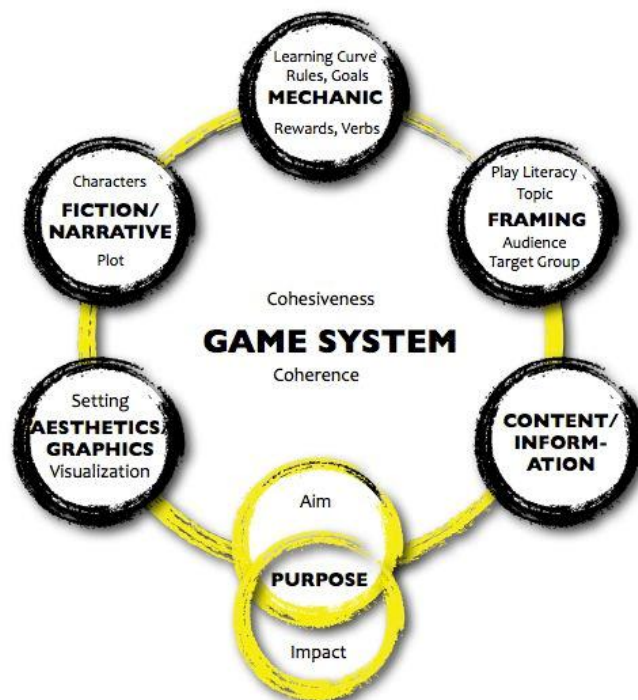 Learning Curve
Rules, Goals
MECHANIC
Rewards, Verbs
Characters
FICTION/
NARRATIVE
Plot
Play Literacy
Topic
FRAMING
Audience
Target Group
Cohesiveness
GAME SYSTEM
Coherence
Setting
AESTHETICS/
GRAPHICS
Visualization
CONTENT/
INFORM-
ATION
Aim
PURPOSE
Impact